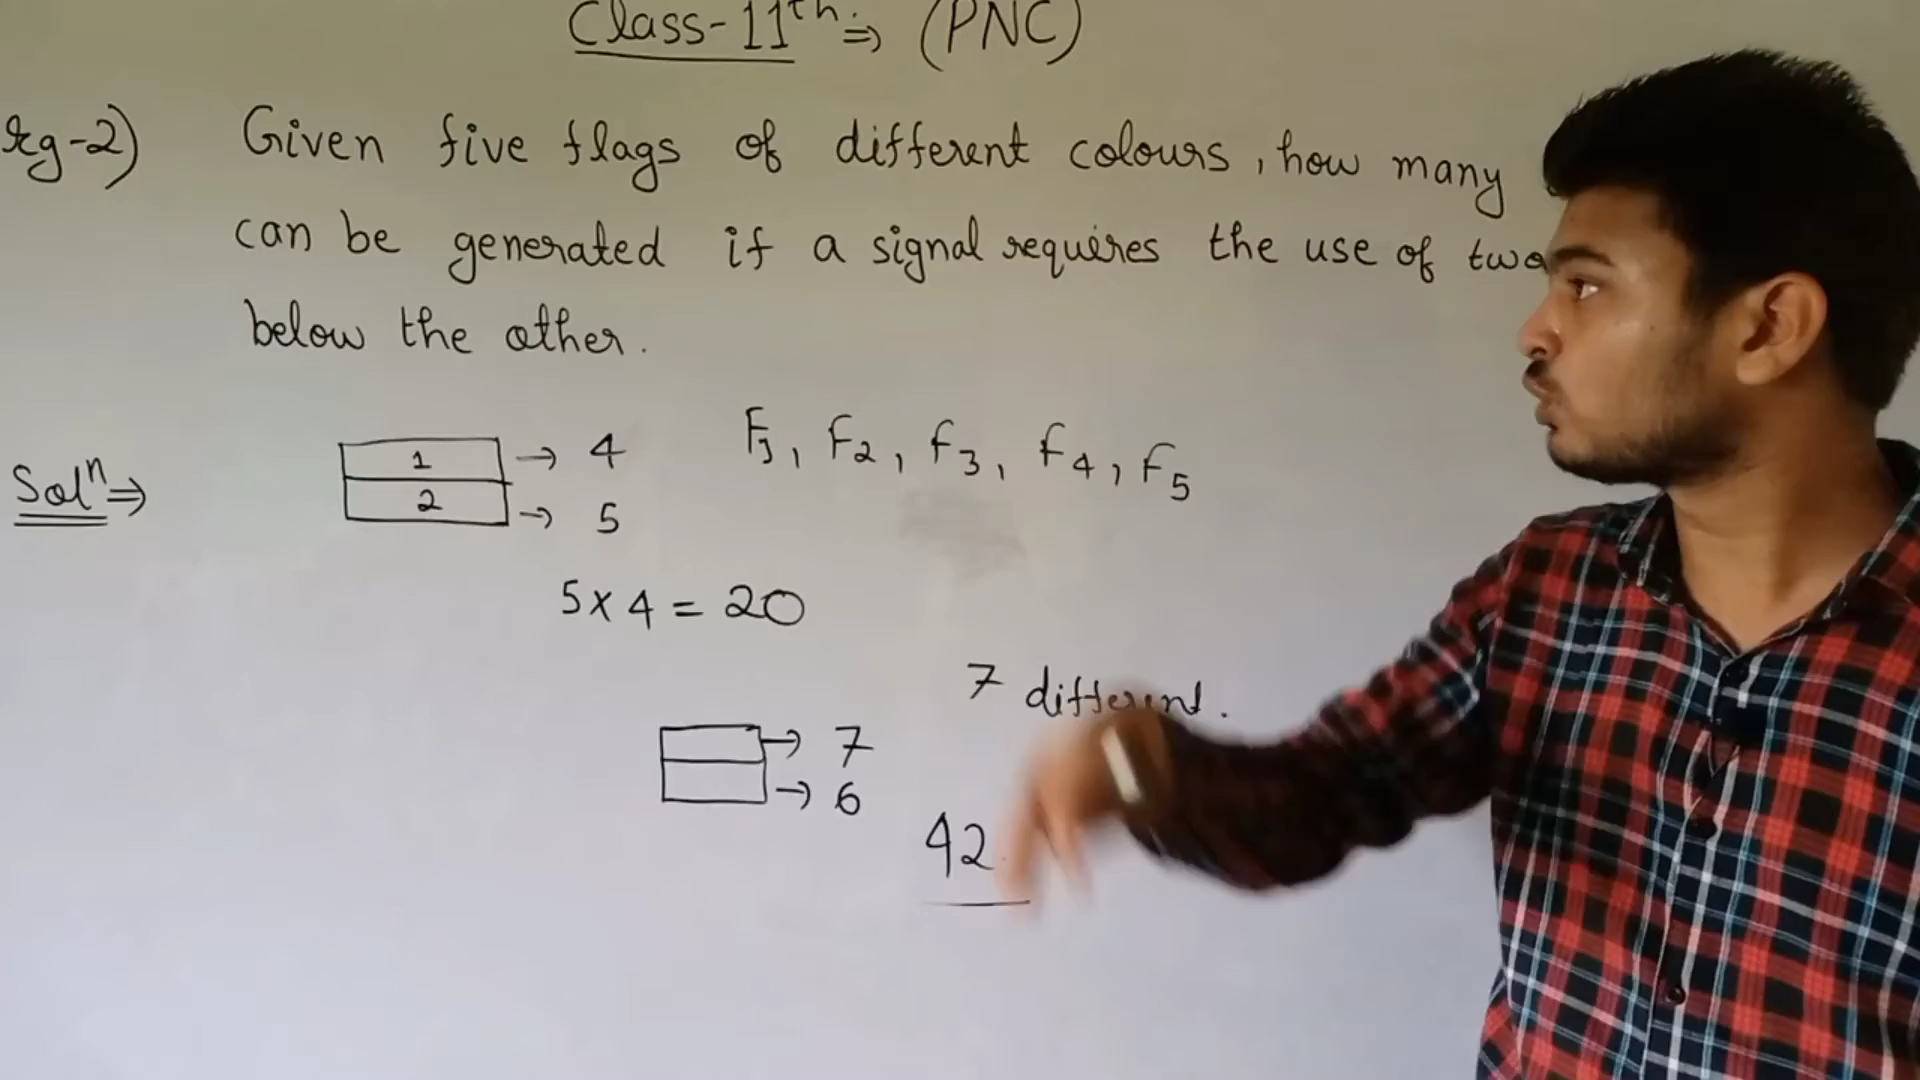 Class-11th ⇒ (PNC)
Eg-2) Given five flags of different colours, how many
can be generated if a signal requires the use of two
below the other.
Solⁿ ⇒
1 → 4
2 → 5
F1, F2, F3, F4, F5
5 x 4 = 20
7 different.
→ 7
→ 6
42